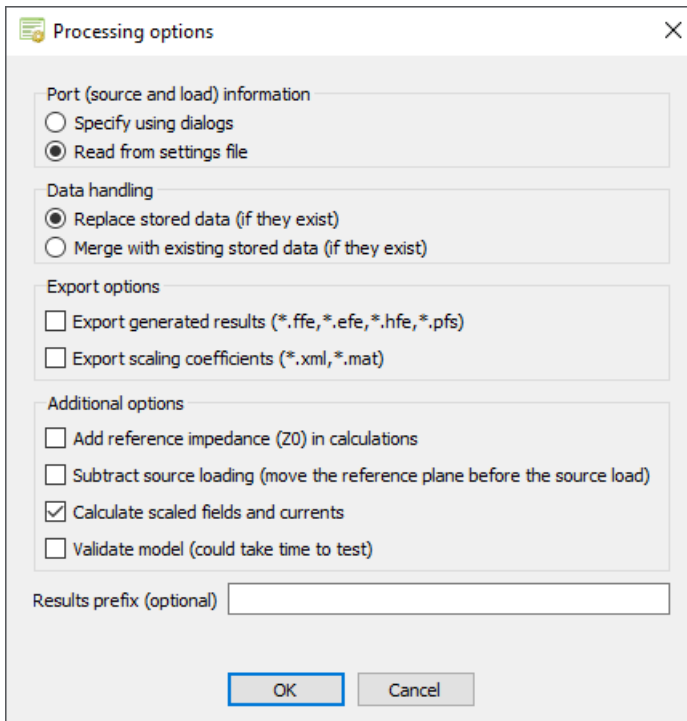 Processing options
Port (source and load) information
Specify using dialogs
Read from settings file
Data handling
Replace stored data (if they exist)
Merge with existing stored data (if they exist)
Export options
Export generated results (*.ffe,*.efe,*.hfe,*.pfs)
Export scaling coefficients (*.xml,*.mat)
Additional options
Add reference impedance (Z0) in calculations
Subtract source loading (move the reference plane before the source load)
Calculate scaled fields and currents
Validate model (could take time to test)
Results prefix (optional)
OK Cancel